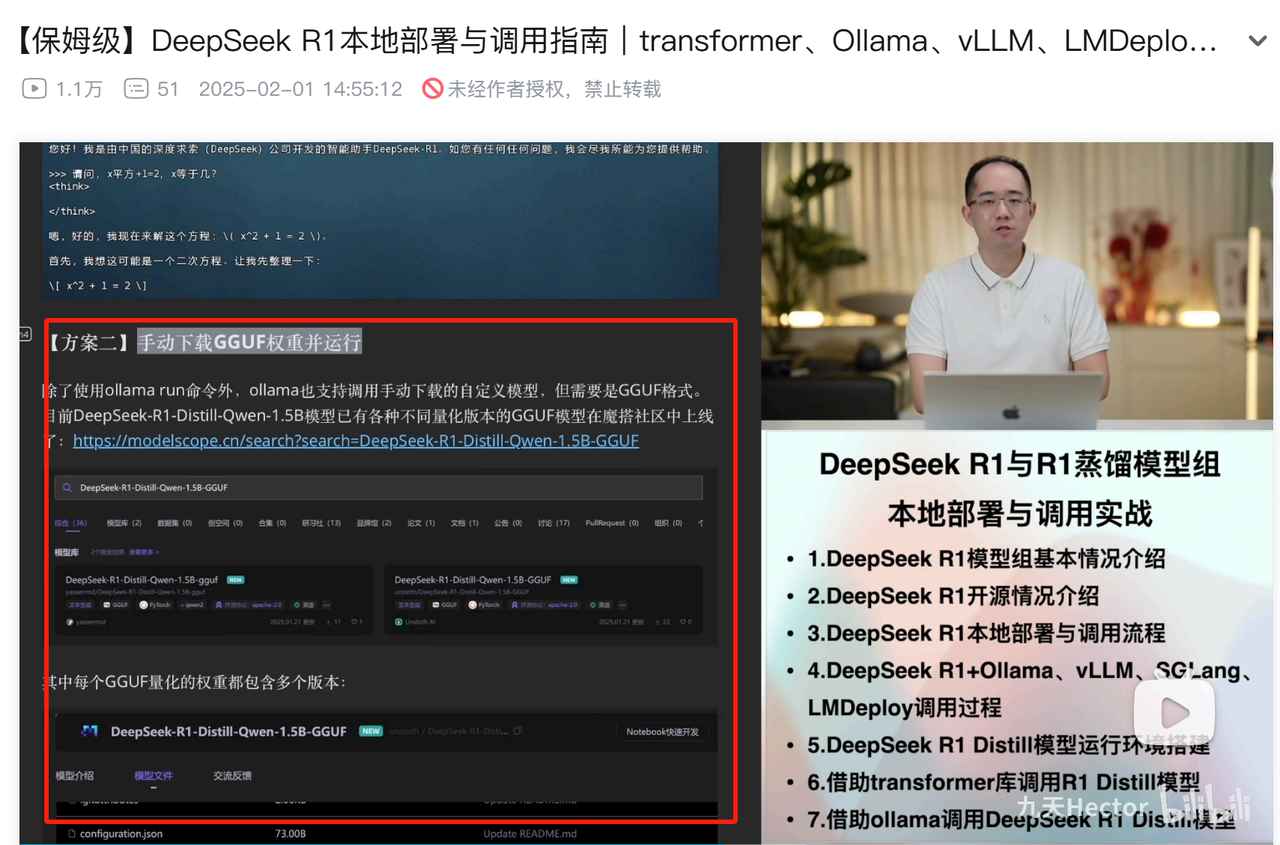 【保姆级】DeepSeek R1本地部署与调用指南｜transformer、Ollama、vLLM、LMDeplo...
1.1万 51 2025-02-01 14:55:12 未经作者授权，禁止转载
您好！我是由中国的深度求索（DeepSeek）公司开发的智能助手DeepSeek-R1。如您有任何任何问题，我会尽我所能为您提供帮助。
>>> 请问，x平方+1=2，x等于几?
<think>
</think>
嗯，好的，我现在来解这个方程：\( x^2 + 1 = 2 \)。
首先，我想这可能是一个二次方程。让我先整理一下：
\[ x^2 + 1 = 2 \]
【方案二】手动下载GGUF权重并运行
除了使用ollama run命令外，ollama也支持调用手动下载的自定义模型，但需要是GGUF格式。
目前DeepSeek-R1-Distill-Qwen-1.5B模型已有各种不同量化版本的GGUF模型在魔搭社区中上线
了：https://modelscope.cn/search?search=DeepSeek-R1-Distill-Qwen-1.5B-GGUF
DeepSeek-R1-Distill-Qwen-1.5B-GGUF
综合 (36) 模型库 (2) 数据集 (0) 创空间 (0) 合集 (0) 研习社 (13) 品牌馆 (2) 论文 (1) 文档 (1) 公告 (0) 讨论 (17) PullRequest (0) 组织 (0)
模型库 2个搜索结果 查看更多 >
DeepSeek-R1-Distill-Qwen-1.5B-gguf NEW
yasserrmd/DeepSeek-R1-Distill-Qwen-1.5B-gguf
文本生成 GGUF PyTorch qwen2 开源协议: apache-2.0 英语 ...
yasserrmd 2025.01.21 更新 11 1
DeepSeek-R1-Distill-Qwen-1.5B-GGUF NEW
unsloth/DeepSeek-R1-Distill-Qwen-1.5B-GGUF
文本生成 GGUF PyTorch 开源协议: apache-2.0 英语 ...
Unsloth AI 2025.01.21 更新 22 0
其中每个GGUF量化的权重都包含多个版本：
DeepSeek-R1-Distill-Qwen-1.5B-GGUF NEW unsloth / DeepSeek-R1-Disti... Notebook快速开发
模型介绍 模型文件 交流反馈
configuration.json 73.00B Update README.md
DeepSeek R1与R1蒸馏模型组
本地部署与调用实战
• 1.DeepSeek R1模型组基本情况介绍
• 2.DeepSeek R1开源情况介绍
• 3.DeepSeek R1本地部署与调用流程
• 4.DeepSeek R1+Ollama、vLLM、SGLang、
LMDeploy调用过程
• 5.DeepSeek R1 Distill模型运行环境搭建
• 6.借助transformer库调用R1 Distill模型
• 7.借助ollama调用DeepSeek R1 Distill模型
九天Hector bilibili